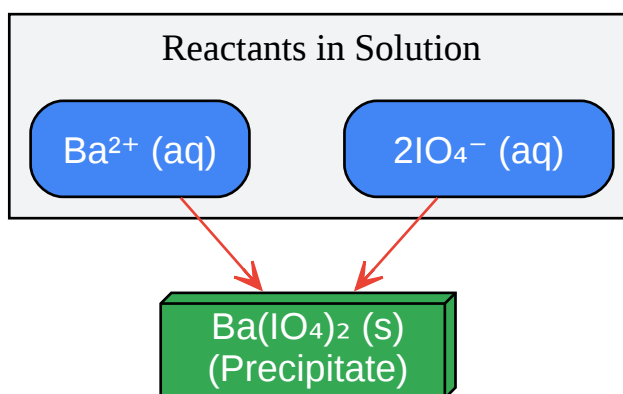 Reactants in Solution
Ba²⁺ (aq)
2IO₄⁻ (aq)
Ba(IO₄)₂ (s)
(Precipitate)